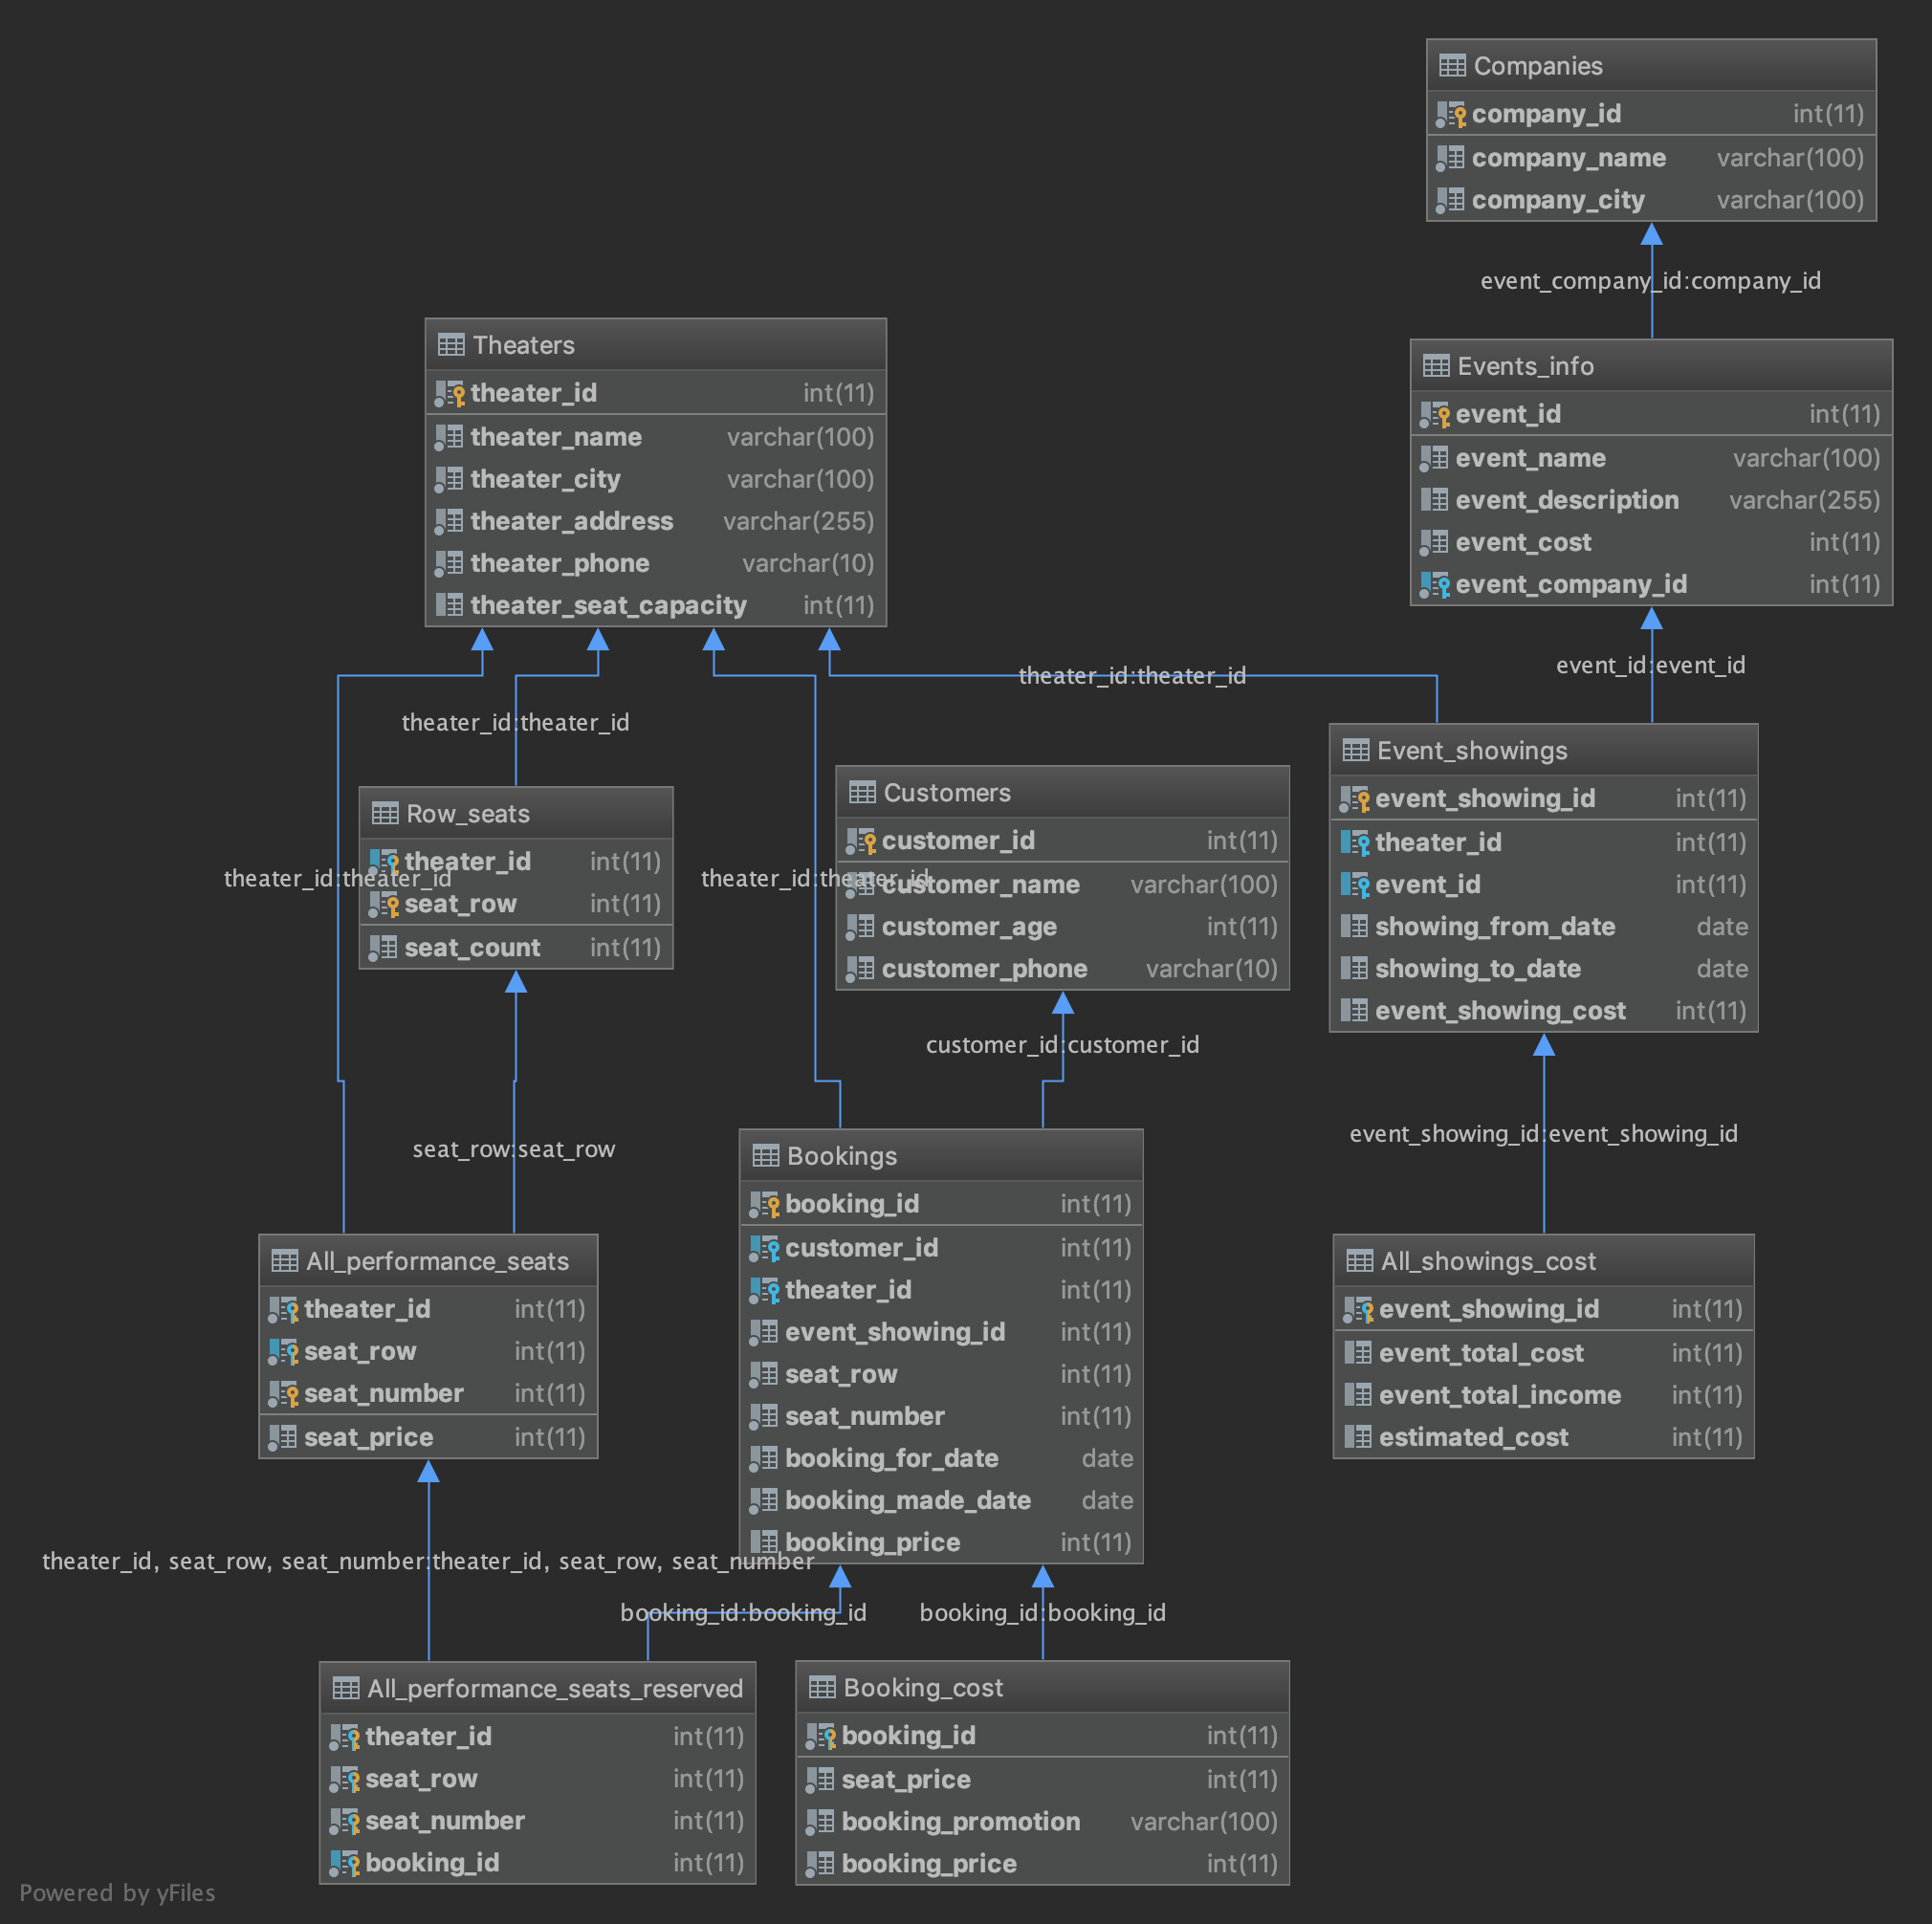 Companies
company_id int(11)
company_name varchar(100)
company_city varchar(100)
event_company_id:company_id
Theaters
theater_id int(11)
theater_name varchar(100)
theater_city varchar(100)
theater_address varchar(255)
theater_phone varchar(10)
theater_seat_capacity int(11)
Events_info
event_id int(11)
event_name varchar(100)
event_description varchar(255)
event_cost int(11)
event_company_id int(11)
theater_id:theater_id
event_id:event_id
theater_id:theater_id
Row_seats
theater_id int(11)
seat_row int(11)
seat_count int(11)
theater_id:theater_id
theater_id:theater_id
Customers
customer_id int(11)
customer_name varchar(100)
customer_age int(11)
customer_phone varchar(10)
Event_showings
event_showing_id int(11)
theater_id int(11)
event_id int(11)
showing_from_date date
showing_to_date date
event_showing_cost int(11)
customer_id:customer_id
seat_row:seat_row
event_showing_id:event_showing_id
All_performance_seats
theater_id int(11)
seat_row int(11)
seat_number int(11)
seat_price int(11)
Bookings
booking_id int(11)
customer_id int(11)
theater_id int(11)
event_showing_id int(11)
seat_row int(11)
seat_number int(11)
booking_for_date date
booking_made_date date
booking_price int(11)
All_showings_cost
event_showing_id int(11)
event_total_cost int(11)
event_total_income int(11)
estimated_cost int(11)
theater_id, seat_row, seat_number:theater_id, seat_row, seat_number
booking_id:booking_id
booking_id:booking_id
All_performance_seats_reserved
theater_id int(11)
seat_row int(11)
seat_number int(11)
booking_id int(11)
Booking_cost
booking_id int(11)
seat_price int(11)
booking_promotion varchar(100)
booking_price int(11)
Powered by yFiles